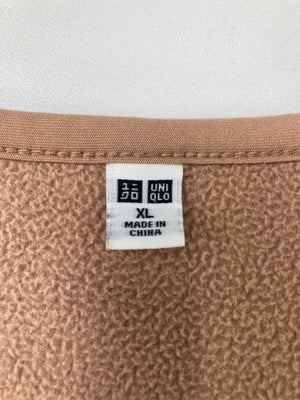 ユニ UNI
クロ QLO
XL
MADE IN
CHINA